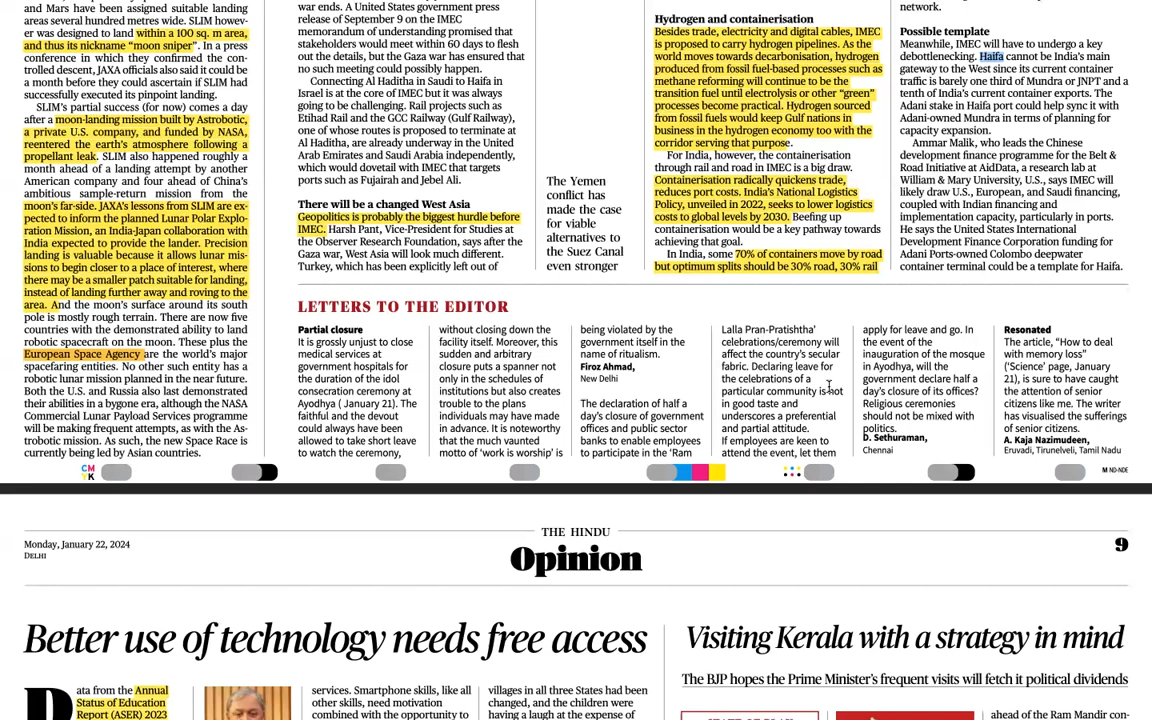 and Mars have been assigned suitable landing
areas several hundred metres wide. SLIM howev-
er was designed to land within a 100 sq. m area,
and thus its nickname “moon sniper”. In a press
conference in which they confirmed the con-
trolled descent, JAXA officials also said it could be
a month before they could ascertain if SLIM had
successfully executed its pinpoint landing.
SLIM’s partial success (for now) comes a day
after a moon-landing mission built by Astrobotic,
a private U.S. company, and funded by NASA,
reentered the earth’s atmosphere following a
propellant leak. SLIM also happened roughly a
month ahead of a landing attempt by another
American company and four ahead of China’s
ambitious sample-return mission from the
moon’s far-side. JAXA’s lessons from SLIM are ex-
pected to inform the planned Lunar Polar Explo-
ration Mission, an India-Japan collaboration with
India expected to provide the lander. Precision
landing is valuable because it allows lunar mis-
sions to begin closer to a place of interest, where
there may be a smaller patch suitable for landing,
instead of landing further away and roving to the
area. And the moon’s surface around its south
pole is mostly rough terrain. There are now five
countries with the demonstrated ability to land
robotic spacecraft on the moon. These plus the
European Space Agency are the world’s major
spacefaring entities. No other such entity has a
robotic lunar mission planned in the near future.
Both the U.S. and Russia also last demonstrated
their abilities in a bygone era, although the NASA
Commercial Lunar Payload Services programme
will be making frequent attempts, as with the As-
trobotic mission. As such, the new Space Race is
currently being led by Asian countries.
war ends. A United States government press
release of September 9 on the IMEC
memorandum of understanding promised that
stakeholders would meet within 60 days to flesh
out the details, but the Gaza war has ensured that
no such meeting could possibly happen.
Connecting Al Haditha in Saudi to Haifa in
Israel is at the core of IMEC but it was always
going to be challenging. Rail projects such as
Etihad Rail and the GCC Railway (Gulf Railway),
one of whose routes is proposed to terminate at
Al Haditha, are already underway in the United
Arab Emirates and Saudi Arabia independently,
which would dovetail with IMEC that targets
ports such as Fujairah and Jebel Ali.
There will be a changed West Asia
Geopolitics is probably the biggest hurdle before
IMEC. Harsh Pant, Vice-President for Studies at
the Observer Research Foundation, says after the
Gaza war, West Asia will look much different.
Turkey, which has been explicitly left out of
The Yemen
conflict has
made the case
for viable
alternatives to
the Suez Canal
even stronger
Hydrogen and containerisation
Besides trade, electricity and digital cables, IMEC
is proposed to carry hydrogen pipelines. As the
world moves towards decarbonisation, hydrogen
produced from fossil fuel-based processes such as
methane reforming will continue to be the
transition fuel until electrolysis or other “green”
processes become practical. Hydrogen sourced
from fossil fuels would keep Gulf nations in
business in the hydrogen economy too with the
corridor serving that purpose.
For India, however, the containerisation
through rail and road in IMEC is a big draw.
Containerisation radically quickens trade,
reduces port costs. India’s National Logistics
Policy, unveiled in 2022, seeks to lower logistics
costs to global levels by 2030. Beefing up
containerisation would be a key pathway towards
achieving that goal.
In India, some 70% of containers move by road
but optimum splits should be 30% road, 30% rail
network.
Possible template
Meanwhile, IMEC will have to undergo a key
debottlenecking. Haifa cannot be India’s main
gateway to the West since its current container
traffic is barely one third of Mundra or JNPT and a
tenth of India’s current container exports. The
Adani stake in Haifa port could help sync it with
Adani-owned Mundra in terms of planning for
capacity expansion.
Ammar Malik, who leads the Chinese
development finance programme for the Belt &
Road Initiative at AidData, a research lab at
William & Mary University, U.S., says IMEC will
likely draw U.S., European, and Saudi financing,
coupled with Indian financing and
implementation capacity, particularly in ports.
He says the United States International
Development Finance Corporation funding for
Adani Ports-owned Colombo deepwater
container terminal could be a template for Haifa.
LETTERS TO THE EDITOR
Partial closure
It is grossly unjust to close
medical services at
government hospitals for
the duration of the idol
consecration ceremony at
Ayodhya ( January 21). The
faithful and the devout
could always have been
allowed to take short leave
to watch the ceremony,
without closing down the
facility itself. Moreover, this
sudden and arbitrary
closure puts a spanner not
only in the schedules of
institutions but also creates
trouble to the plans
individuals may have made
in advance. It is noteworthy
that the much vaunted
motto of ‘work is worship’ is
being violated by the
government itself in the
name of ritualism.
Firoz Ahmad,
New Delhi
The declaration of half a
day’s closure of government
offices and public sector
banks to enable employees
to participate in the ‘Ram
Lalla Pran-Pratishtha’
celebrations/ceremony will
affect the country’s secular
fabric. Declaring leave for
the celebrations of a
particular community is not
in good taste and
underscores a preferential
and partial attitude.
If employees are keen to
attend the event, let them
apply for leave and go. In
the event of the
inauguration of the mosque
in Ayodhya, will the
government declare half a
day’s closure of its offices?
Religious ceremonies
should not be mixed with
politics.
D. Sethuraman,
Chennai
Resonated
The article, “How to deal
with memory loss”
(‘Science’ page, January
21), is sure to have caught
the attention of senior
citizens like me. The writer
has visualised the sufferings
of senior citizens.
A. Kaja Nazimudeen,
Eruvadi, Tirunelveli, Tamil Nadu
CM
YK
M ND-NDE
Monday, January 22, 2024
DELHI
THE HINDU
Opinion
9
Better use of technology needs free access
Data from the Annual
Status of Education
Report (ASER) 2023
services. Smartphone skills, like all
other skills, need motivation
combined with the opportunity to
villages in all three States had been
changed, and the children were
having a laugh at the expense of
Visiting Kerala with a strategy in mind
The BJP hopes the Prime Minister’s frequent visits will fetch it political dividends
ahead of the Ram Mandir con-